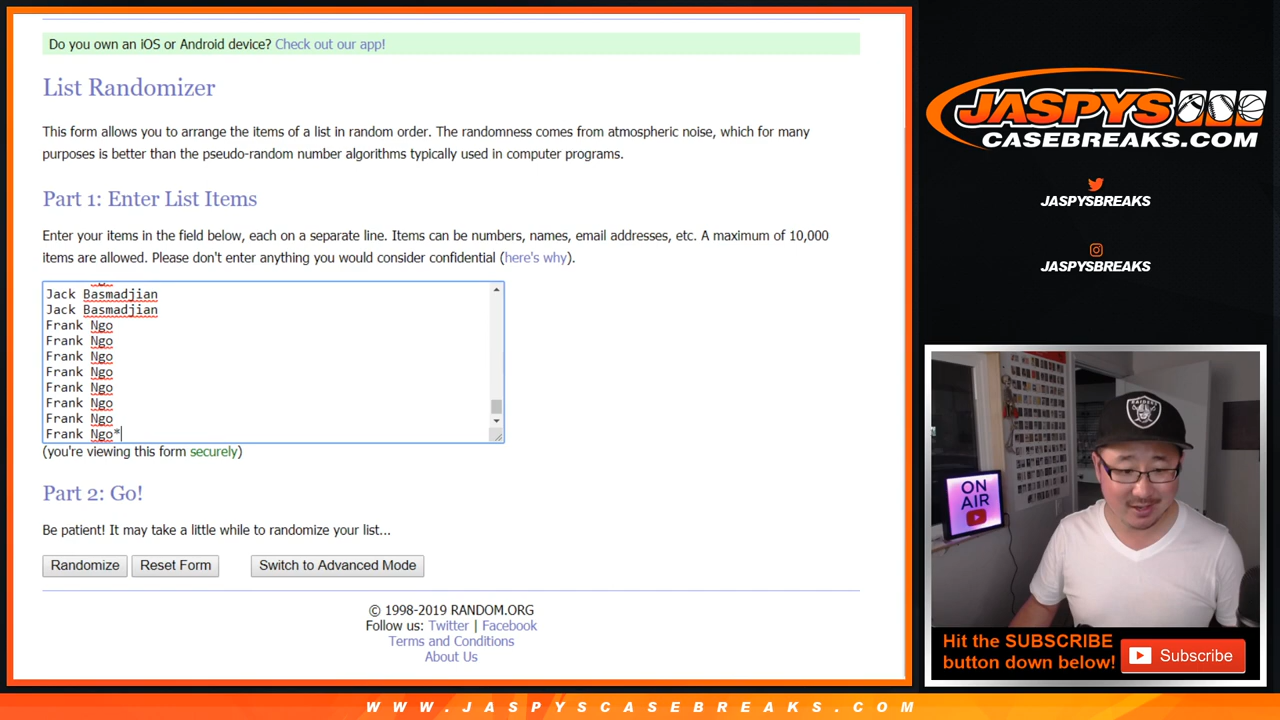 Do you own an iOS or Android device? Check out our app!
List Randomizer
This form allows you to arrange the items of a list in random order. The randomness comes from atmospheric noise, which for many
purposes is better than the pseudo-random number algorithms typically used in computer programs.
Part 1: Enter List Items
Enter your items in the field below, each on a separate line. Items can be numbers, names, email addresses, etc. A maximum of 10,000
items are allowed. Please don't enter anything you would consider confidential (here's why).
Jack Basmadjian
Jack Basmadjian
Frank Ngo
Frank Ngo
Frank Ngo
Frank Ngo
Frank Ngo
Frank Ngo
Frank Ngo
Frank Ngo*
(you're viewing this form securely)
Part 2: Go!
Be patient! It may take a little while to randomize your list...
Randomize Reset Form Switch to Advanced Mode
© 1998-2019 RANDOM.ORG
Follow us: Twitter | Facebook
Terms and Conditions
About Us
JASPYS
CASEBREAKS.COM
JASPYSBREAKS
JASPYSBREAKS
RAIDERS
ON
AIR
Hit the SUBSCRIBE
button down below!
Subscribe
WWW.JASPYSCASEBREAKS.COM